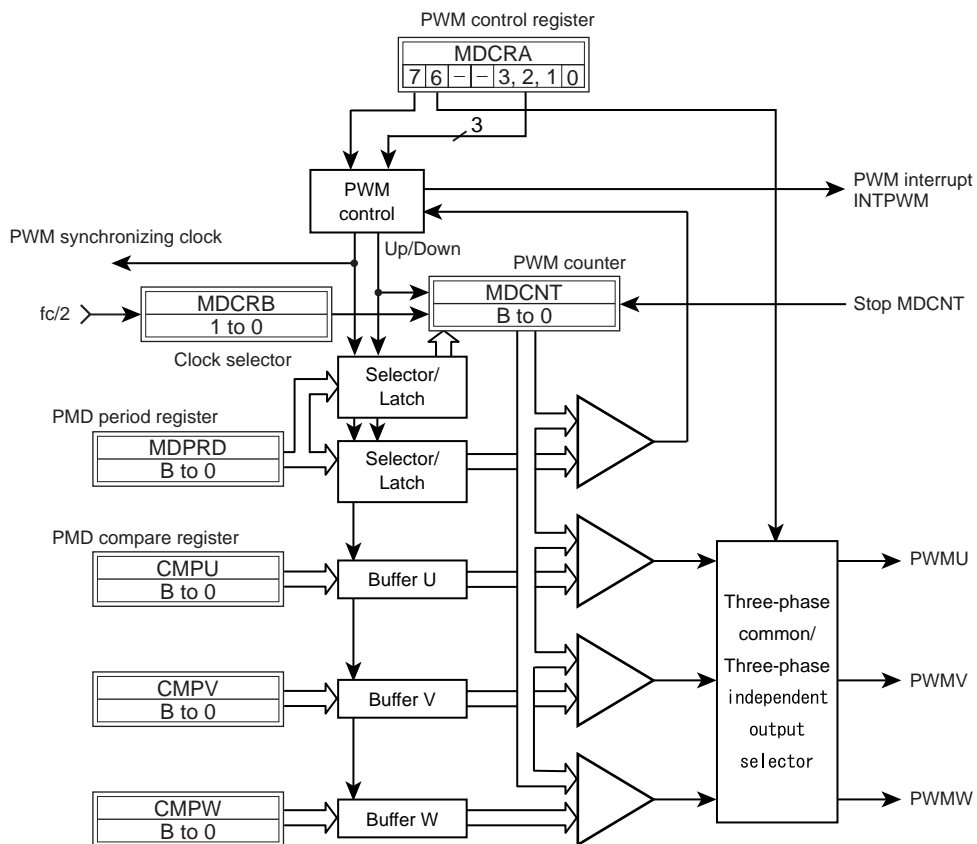 PWM control register
MDCRA
7 6 – – 3, 2, 1 0
3
PWM
control
PWM interrupt
INTPWM
PWM synchronizing clock
Up/Down
PWM counter
MDCNT
B to 0
Stop MDCNT
fc/2
MDCRB
1 to 0
Clock selector
Selector/
Latch
PMD period register
MDPRD
B to 0
Selector/
Latch
PMD compare register
CMPU
B to 0
Buffer U
PWMU
Three-phase
common/
Three-phase
independent
output
selector
CMPV
B to 0
Buffer V
PWMV
CMPW
B to 0
Buffer W
PWMW